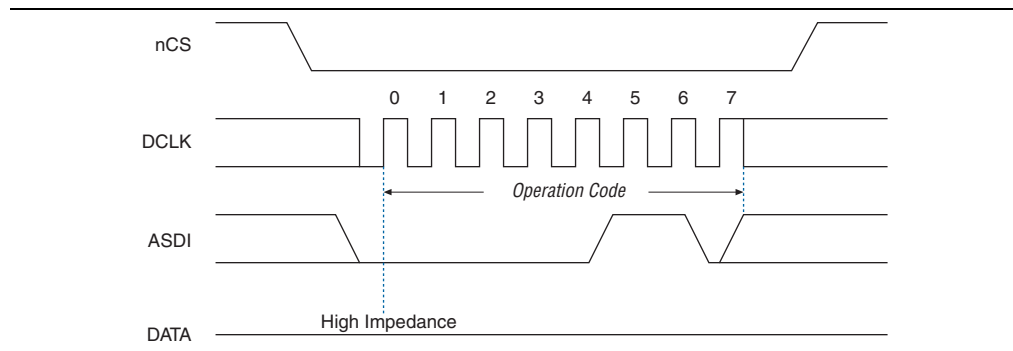 nCS
0 1 2 3 4 5 6 7
DCLK
Operation Code
ASDI
High Impedance
DATA